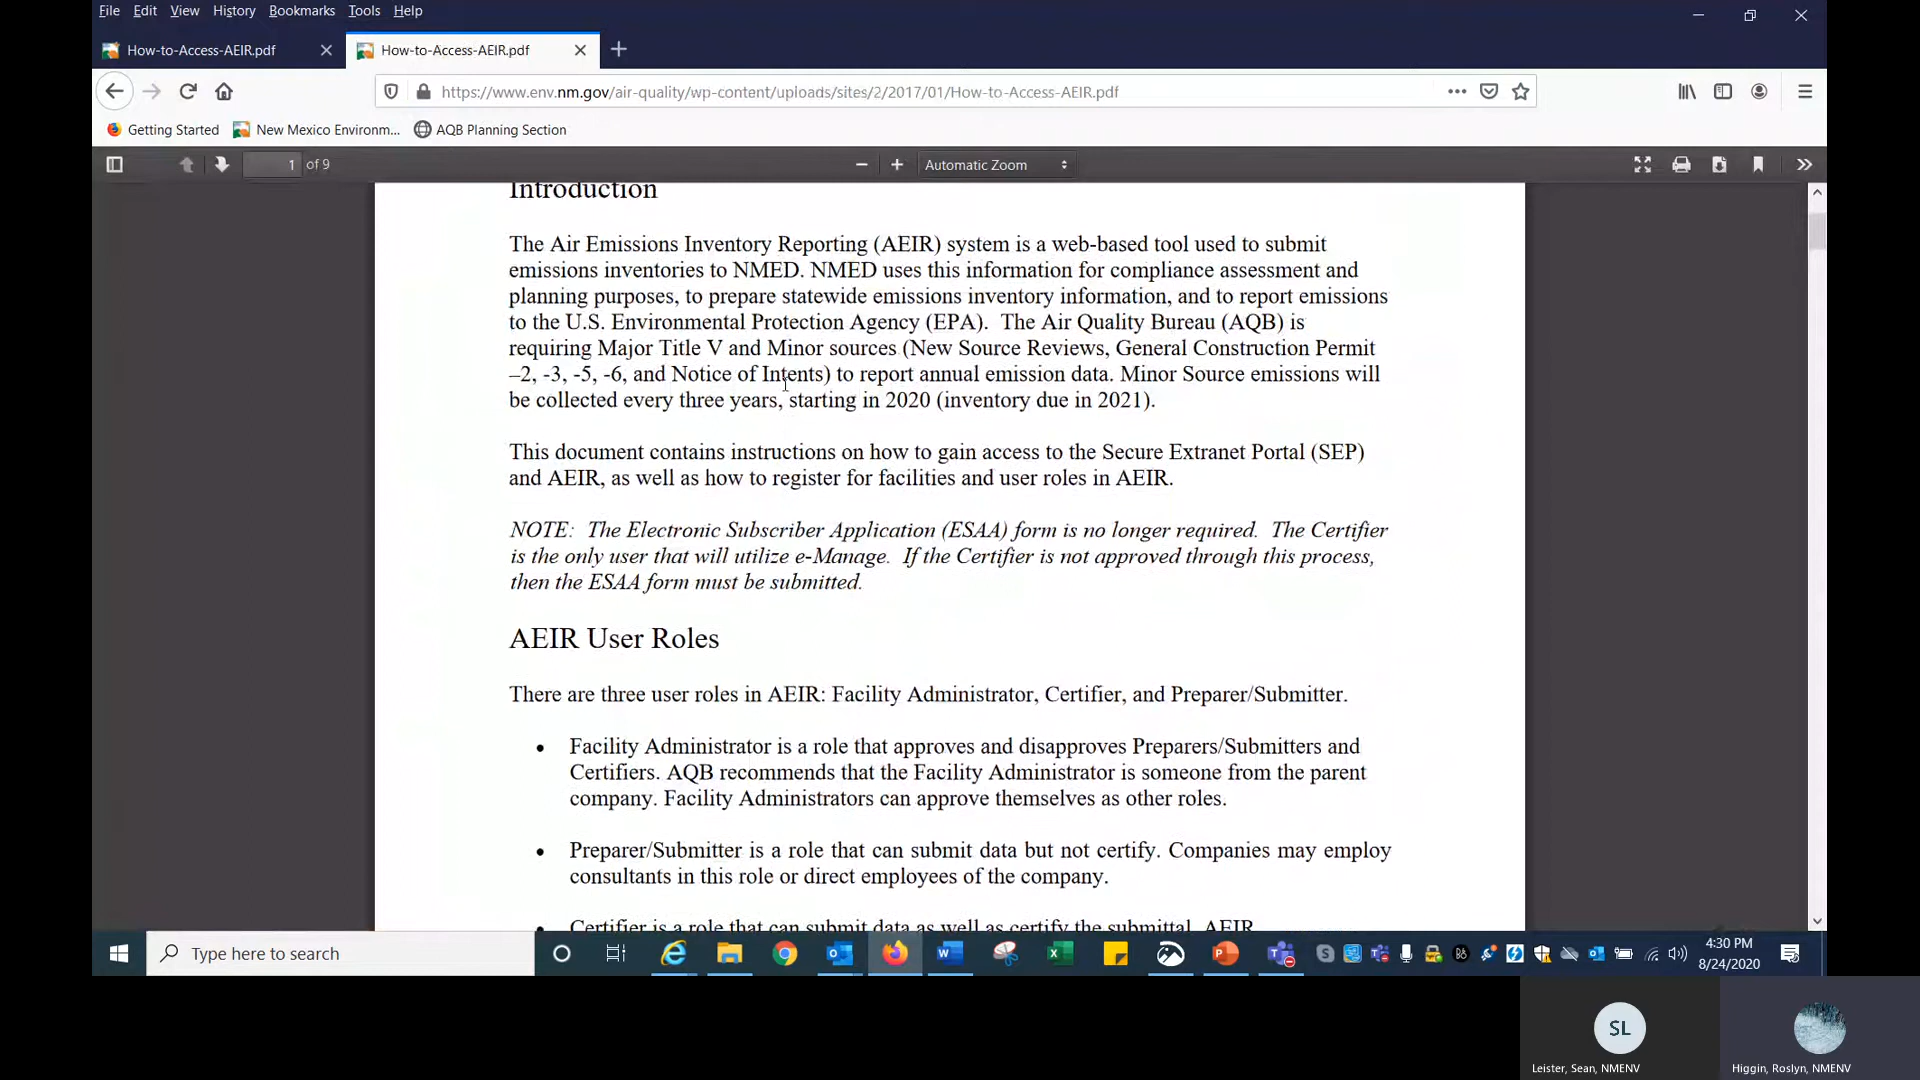 File Edit View History Bookmarks Tools Help
How-to-Access-AEIR.pdf
How-to-Access-AEIR.pdf
https://www.env.nm.gov/air-quality/wp-content/uploads/sites/2/2017/01/How-to-Access-AEIR.pdf
Getting Started New Mexico Environm... AQB Planning Section
1 of 9 Automatic Zoom
Introduction
The Air Emissions Inventory Reporting (AEIR) system is a web-based tool used to submit
emissions inventories to NMED. NMED uses this information for compliance assessment and
planning purposes, to prepare statewide emissions inventory information, and to report emissions
to the U.S. Environmental Protection Agency (EPA).  The Air Quality Bureau (AQB) is
requiring Major Title V and Minor sources (New Source Reviews, General Construction Permit
–2, -3, -5, -6, and Notice of Intents) to report annual emission data. Minor Source emissions will
be collected every three years, starting in 2020 (inventory due in 2021).
This document contains instructions on how to gain access to the Secure Extranet Portal (SEP)
and AEIR, as well as how to register for facilities and user roles in AEIR.
NOTE:  The Electronic Subscriber Application (ESAA) form is no longer required.  The Certifier
is the only user that will utilize e-Manage.  If the Certifier is not approved through this process,
then the ESAA form must be submitted.
AEIR User Roles
There are three user roles in AEIR: Facility Administrator, Certifier, and Preparer/Submitter.
• Facility Administrator is a role that approves and disapproves Preparers/Submitters and
Certifiers. AQB recommends that the Facility Administrator is someone from the parent
company. Facility Administrators can approve themselves as other roles.
• Preparer/Submitter is a role that can submit data but not certify. Companies may employ
consultants in this role or direct employees of the company.
• Certifier is a role that can submit data as well as certify the submittal. AEIR
Type here to search
4:30 PM
8/24/2020
SL
Leister, Sean, NMENV
Higgin, Roslyn, NMENV